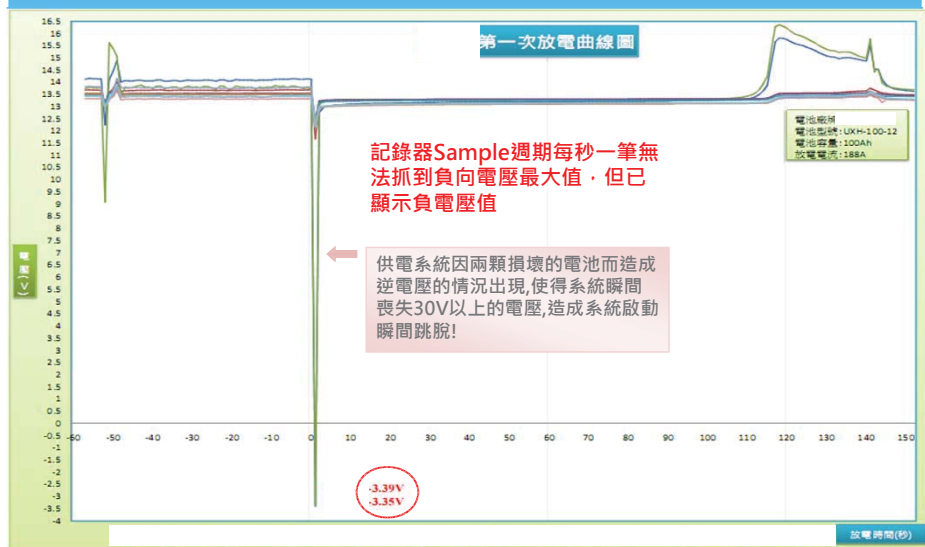 第一次放電曲線圖
16.5
16
15.5
15
14.5
14
13.5
13
12.5
12
11.5
11
10.5
10
9.5
9
8.5
8
7.5
7
6.5
6
5.5
5
4.5
4
3.5
3
2.5
2
1.5
1
0.5
0
-0.5
-1
-1.5
-2
-2.5
-3
-3.5
-4
電壓(V)
電池型號:UXH-100-12
電池容量:100Ah
放電電流:188A
記錄器Sample週期每秒一筆無
法抓到負向電壓最大值，但已
顯示負電壓值
供電系統因兩顆損壞的電池而造成
逆電壓的情況出現,使得系統瞬間
喪失30V以上的電壓,造成系統啟動
瞬間跳脫!
-60 -50 -40 -30 -20 -10 0 10 20 30 40 50 60 70 80 90 100 110 120 130 140 150
-3.39V
-3.35V
放電時間(秒)